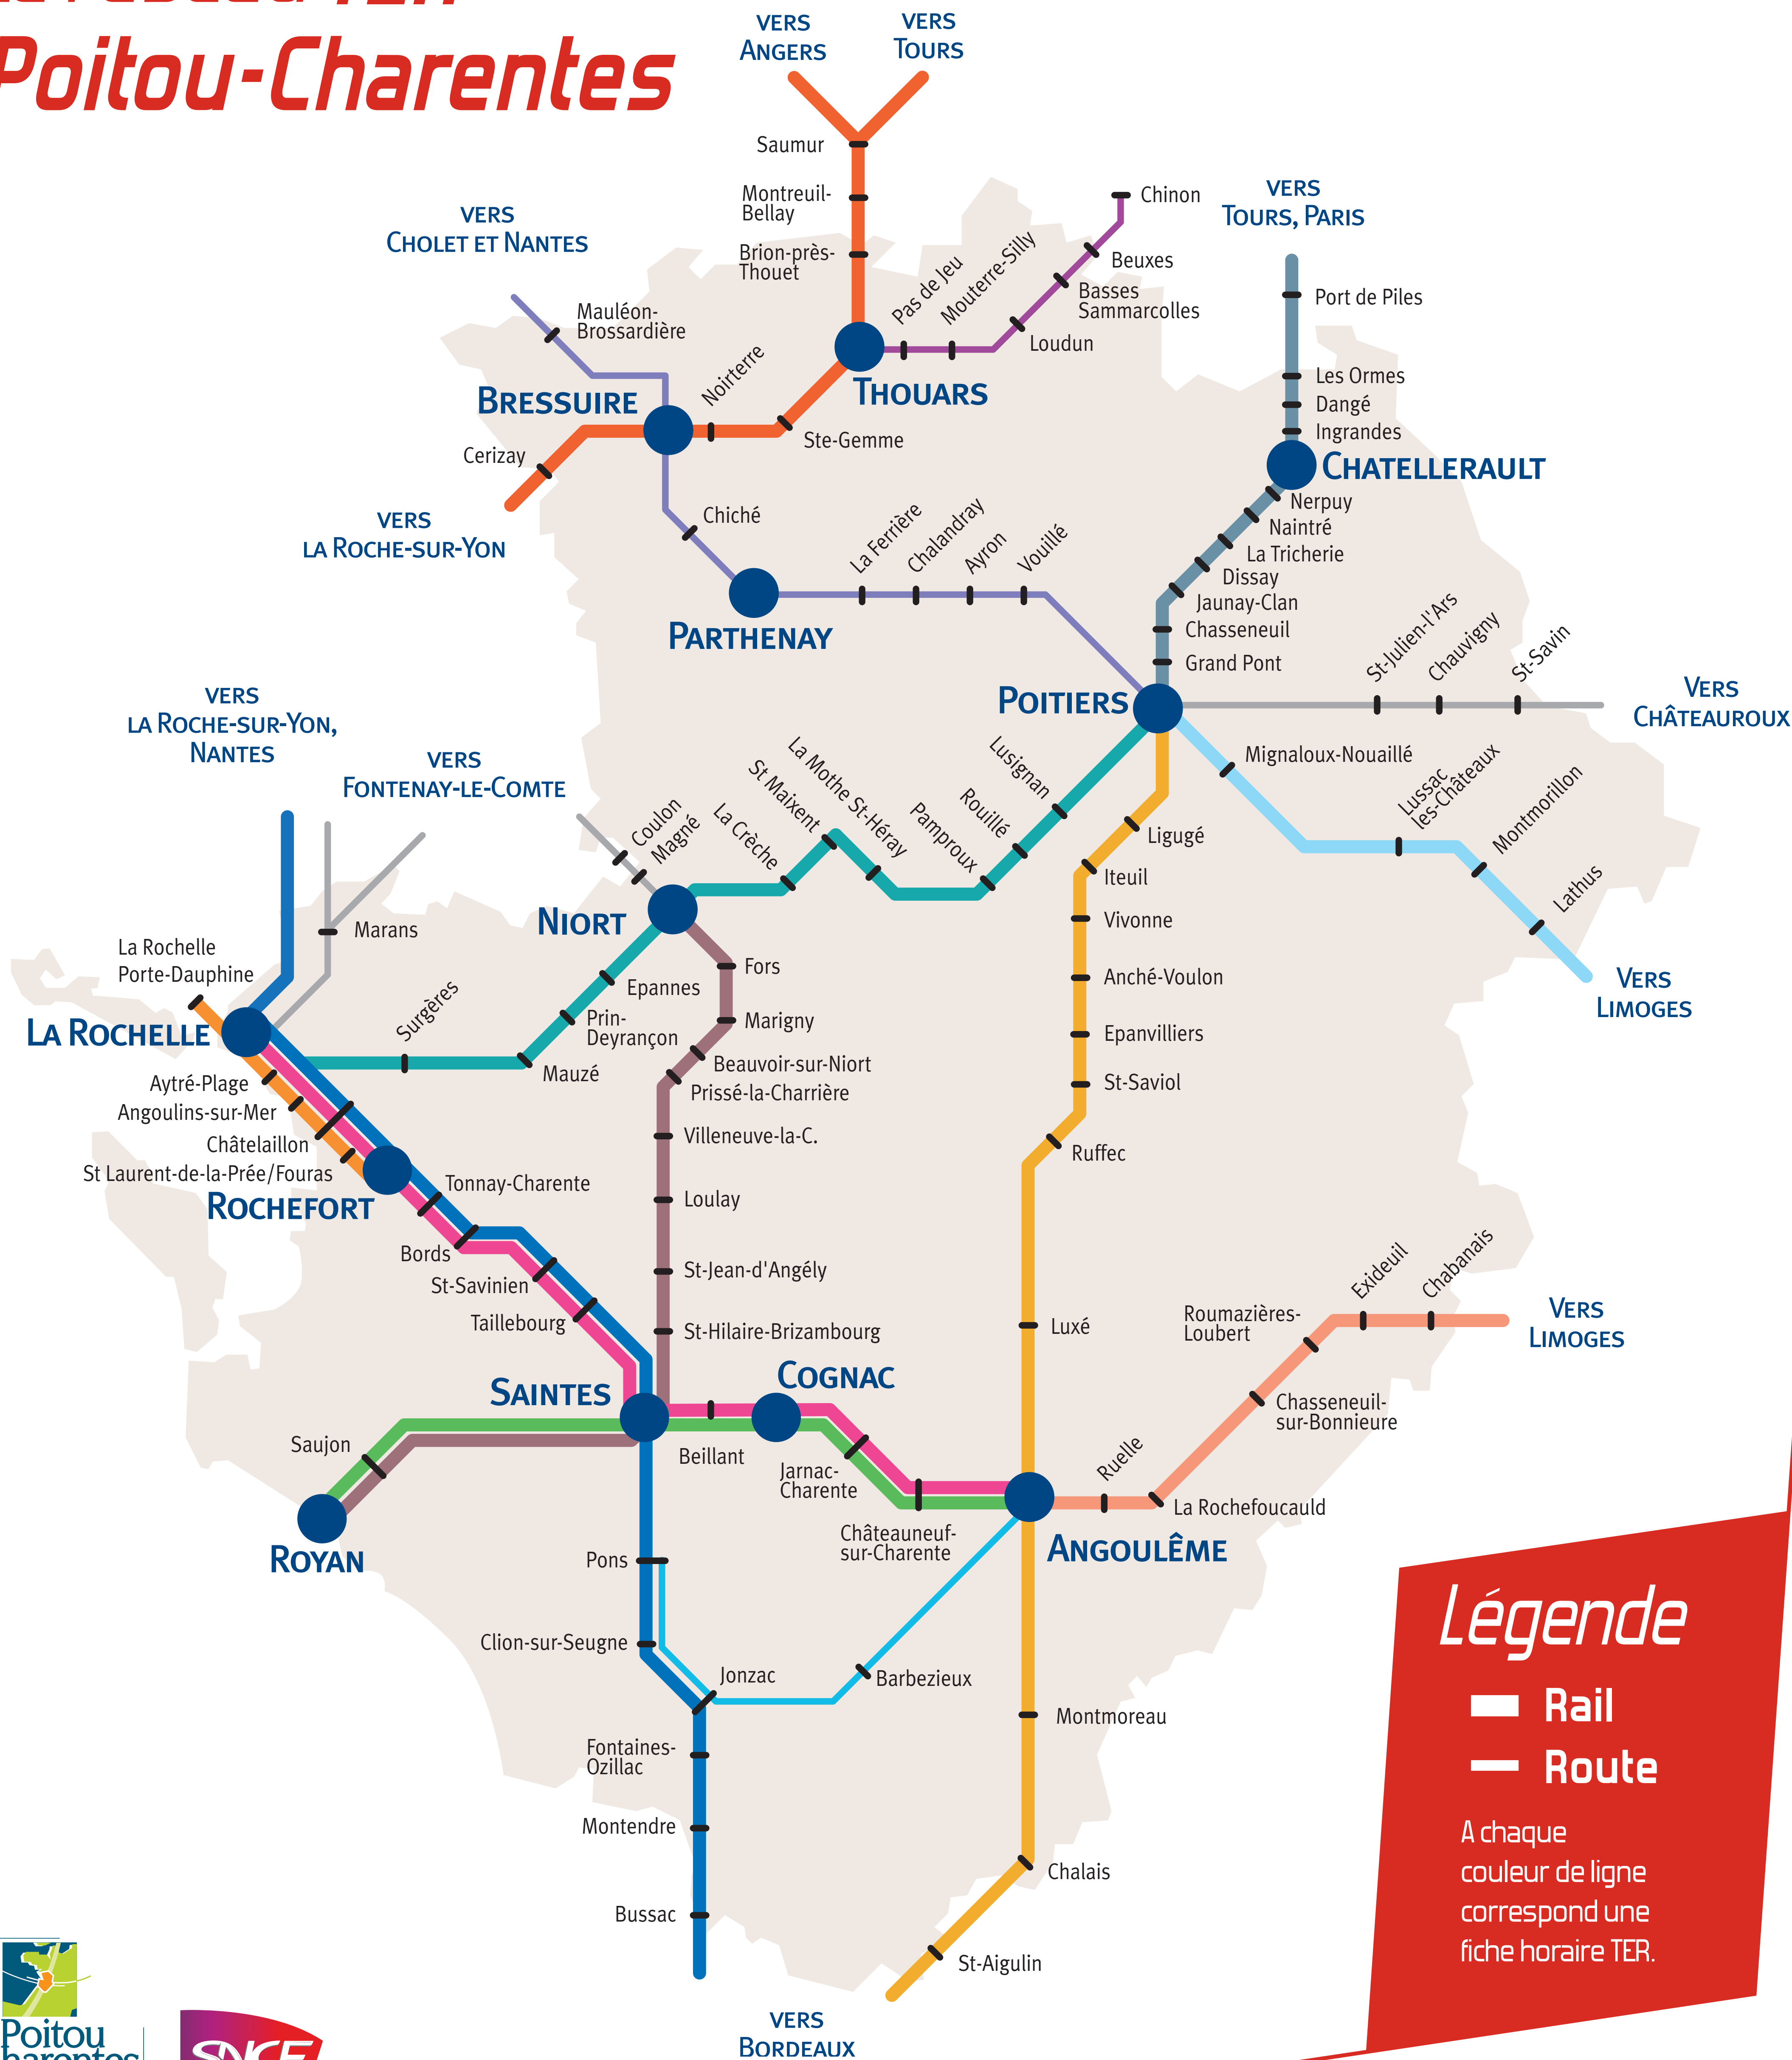 Poitou-Charentes
VERS
ANGERS
VERS
TOURS
Saumur
Montreuil-
Bellay
Brion-près-
Thouet
Chinon
Beuxes
Basses
Sammarcolles
Loudun
Mouterre-Silly
Pas de Jeu
THOUARS
VERS
TOURS, PARIS
Port de Piles
Les Ormes
Dangé
Ingrandes
CHATELLERAULT
Nerpuy
Naintré
La Tricherie
Dissay
Jaunay-Clan
Chasseneuil
Grand Pont
VERS
CHOLET ET NANTES
Mauléon-
Brossardière
BRESSUIRE
Noirterre
Ste-Gemme
Cerizay
VERS
LA ROCHE-SUR-YON
Chiché
PARTHENAY
La Ferrière
Chalandray
Ayron
Vouillé
POITIERS
St-Julien-l'Ars
Chauvigny
St-Savin
VERS
CHÂTEAUROUX
Mignaloux-Nouaillé
Lussac
les-Châteaux
Montmorillon
Lathus
VERS
LIMOGES
VERS
LA ROCHE-SUR-YON,
NANTES
VERS
FONTENAY-LE-COMTE
Coulon
Magné
NIORT
La Crèche
St Maixent
La Mothe St-Héray
Pamproux
Rouillé
Lusignan
Ligugé
Iteuil
Vivonne
Anché-Voulon
Epanvilliers
St-Saviol
Ruffec
Luxé
Marans
La Rochelle
Porte-Dauphine
LA ROCHELLE
Surgères
Mauzé
Prin-
Deyrançon
Epannes
Fors
Marigny
Beauvoir-sur-Niort
Prissé-la-Charrière
Villeneuve-la-C.
Loulay
St-Jean-d'Angély
St-Hilaire-Brizambourg
Aytré-Plage
Angoulins-sur-Mer
Châtelaillon
St Laurent-de-la-Prée/Fouras
ROCHEFORT
Tonnay-Charente
Bords
St-Savinien
Taillebourg
SAINTES
COGNAC
Beillant
Jarnac-
Charente
Châteauneuf-
sur-Charente
ANGOULÊME
Ruelle
La Rochefoucauld
Chasseneuil-
sur-Bonnieure
Roumazières-
Loubert
Exideuil
Chabanais
VERS
LIMOGES
Saujon
ROYAN
Pons
Clion-sur-Seugne
Jonzac
Barbezieux
Fontaines-
Ozillac
Montendre
Bussac
Montmoreau
Chalais
St-Aigulin
VERS
BORDEAUX
Légende
Rail
Route
A chaque
couleur de ligne
correspond une
fiche horaire TER.
Poitou
SNCF